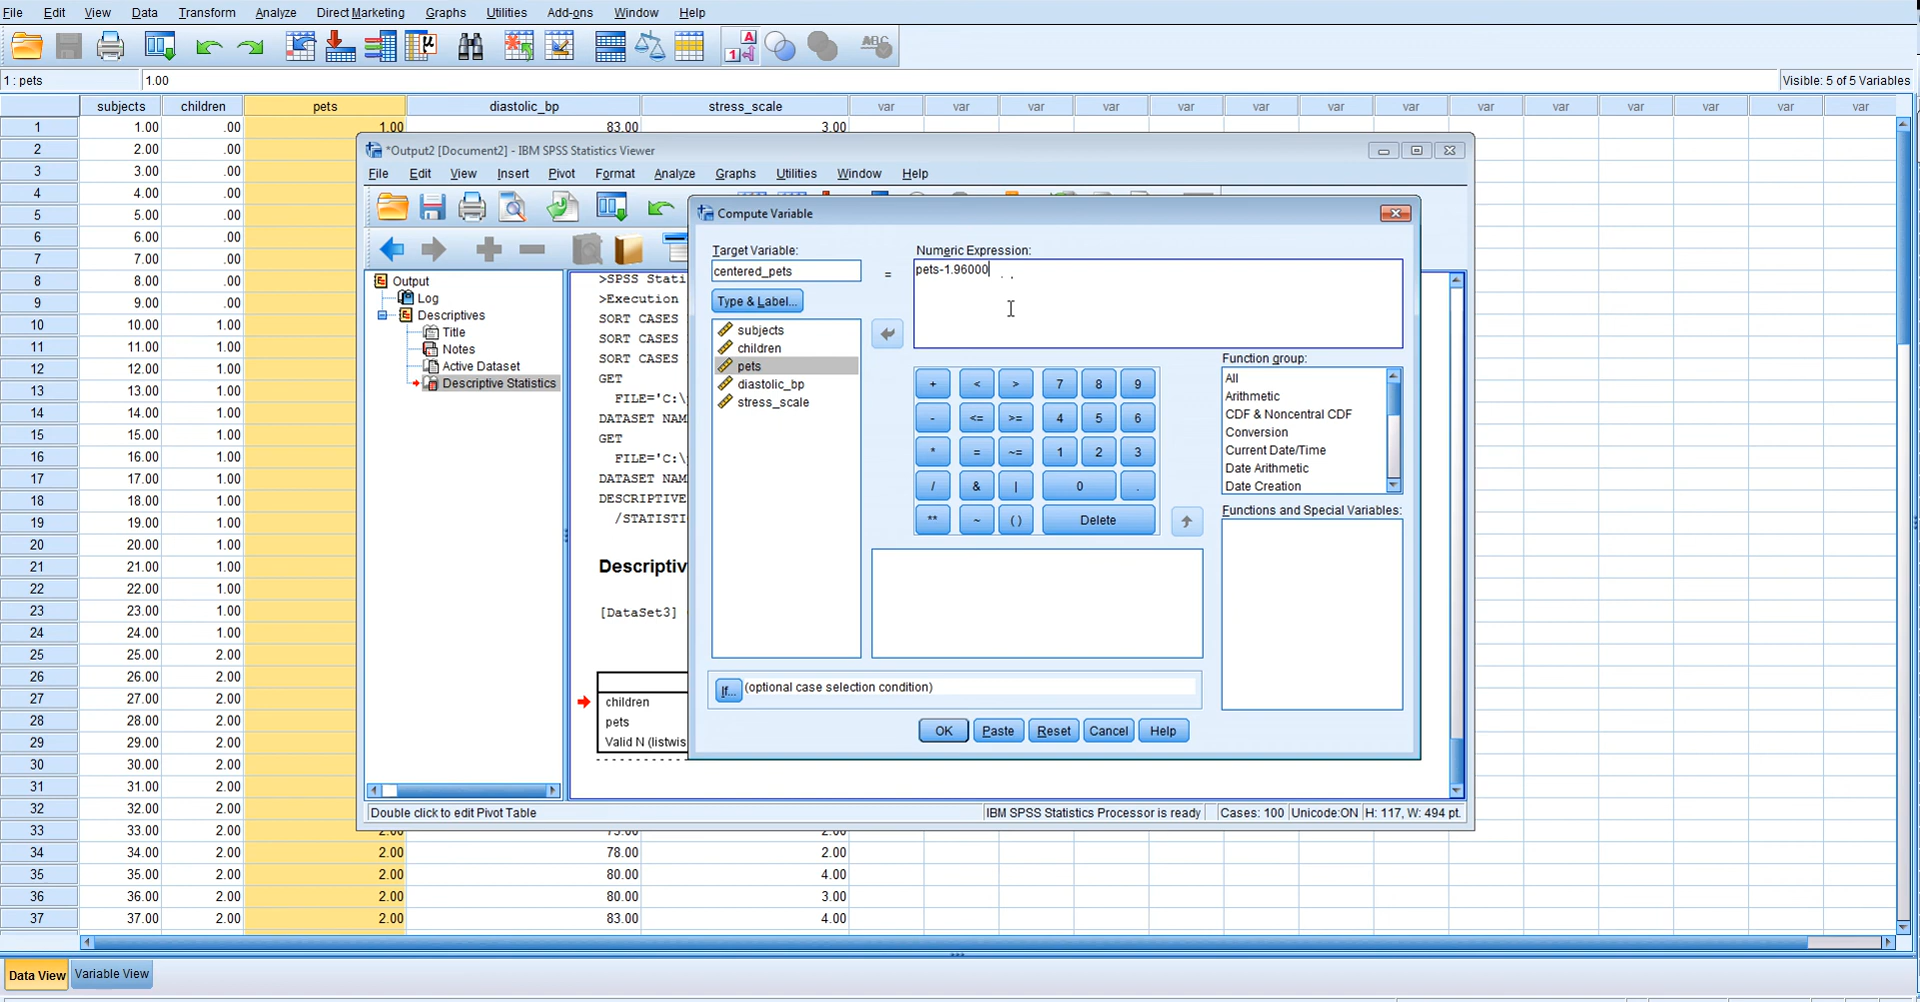 File Edit View Data Transform Analyze Direct Marketing Graphs Utilities Add-ons Window Help
1 : pets 1.00 Visible: 5 of 5 Variables
subjects children pets diastolic_bp stress_scale var var var var var var var var var var var var var var
1 1.00 .00 1.00 83.00 3.00
2 2.00 .00
3 3.00 .00
4 4.00 .00
5 5.00 .00
6 6.00 .00
7 7.00 .00
8 8.00 .00
9 9.00 .00
10 10.00 1.00
11 11.00 1.00
12 12.00 1.00
13 13.00 1.00
14 14.00 1.00
15 15.00 1.00
16 16.00 1.00
17 17.00 1.00
18 18.00 1.00
19 19.00 1.00
20 20.00 1.00
21 21.00 1.00
22 22.00 1.00
23 23.00 1.00
24 24.00 1.00
25 25.00 2.00
26 26.00 2.00
27 27.00 2.00
28 28.00 2.00
29 29.00 2.00
30 30.00 2.00
31 31.00 2.00
32 32.00 2.00
33 33.00 2.00 2.00 2.00
34 34.00 2.00 2.00 78.00 2.00
35 35.00 2.00 2.00 80.00 4.00
36 36.00 2.00 2.00 80.00 3.00
37 37.00 2.00 2.00 83.00 4.00
*Output2 [Document2] - IBM SPSS Statistics Viewer
File Edit View Insert Format Pivot Analyze Graphs Utilities Window Help
Output
Log
Descriptives
Title
Notes
Active Dataset
Descriptive Statistics
>SPSS Stati
>Execution
SORT CASES
SORT CASES
SORT CASES
GET
FILE='C:\
DATASET NAM
GET
FILE='C:\
DATASET NAM
DESCRIPTIVE
/STATISTI
Descriptiv
[DataSet3]
children
pets
Valid N (listwis
Double click to edit Pivot Table IBM SPSS Statistics Processor is ready Cases: 100 Unicode:ON H: 117, W: 494 pt.
Compute Variable
Target Variable:
centered_pets
=
Numeric Expression:
pets-1.96000
Type & Label...
subjects
children
pets
diastolic_bp
stress_scale
+ < > 7 8 9
- <= >= 4 5 6
* = ~= 1 2 3
/ & | 0 .
** ~ ( ) Delete
Function group:
All
Arithmetic
CDF & Noncentral CDF
Conversion
Current Date/Time
Date Arithmetic
Date Creation
Functions and Special Variables:
If... (optional case selection condition)
OK Paste Reset Cancel Help
Data View Variable View